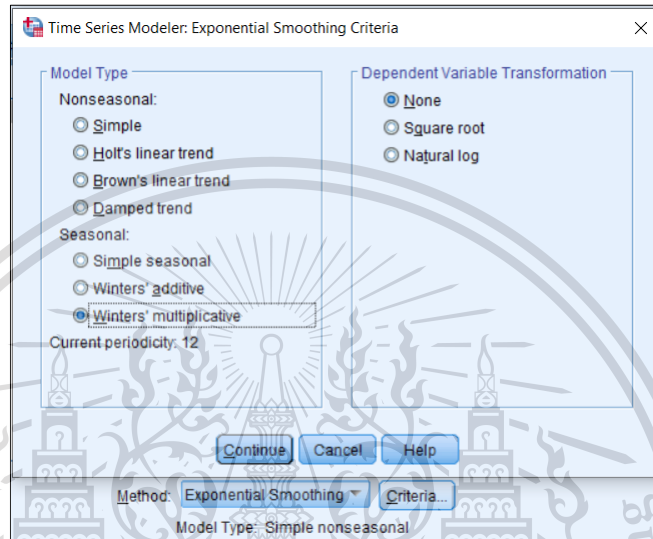 Time Series Modeler: Exponential Smoothing Criteria
Model Type
Nonseasonal:
Simple
Holt's linear trend
Brown's linear trend
Damped trend
Seasonal:
Simple seasonal
Winters' additive
Winters' multiplicative
Current periodicity: 12
Dependent Variable Transformation
None
Square root
Natural log
Continue Cancel Help
Method: Exponential Smoothing Criteria...
Model Type: Simple nonseasonal